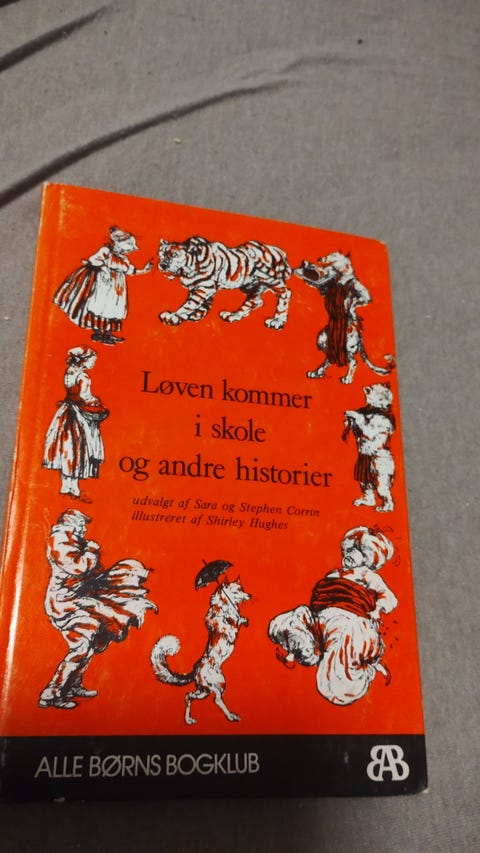 Løven kommer
i skole
og andre historier
udvalgt af Sara og Stephen Corrin
illustreret af Shirley Hughes
ALLE BØRNS BOGKLUB
BAB